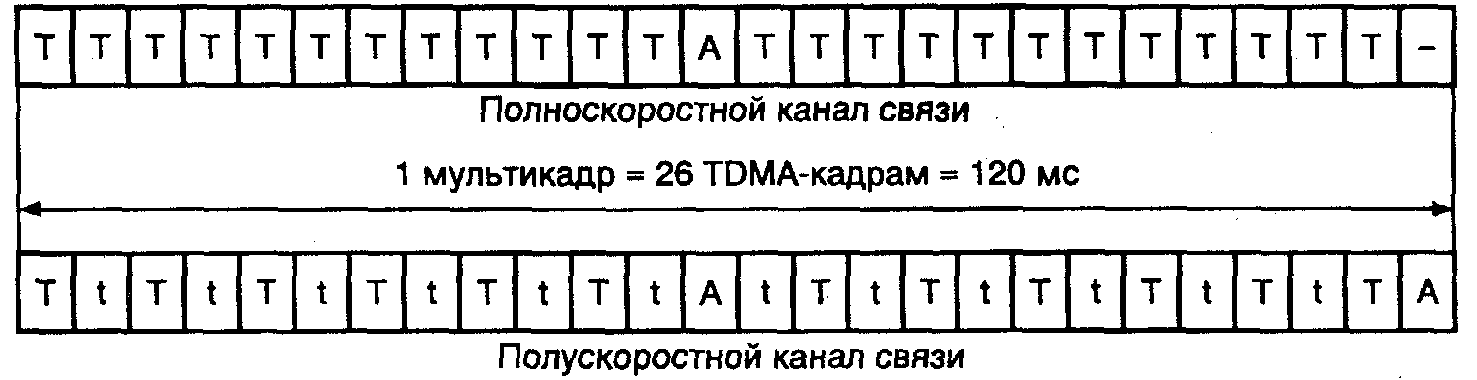 T T T T T T T T T T T T A T T T T T T T T T T T T –
Полноскоростной канал связи
1 мультикадр = 26 TDMA-кадрам = 120 мс
T t T t T t T t T t T t A t T t T t T t T t T t T A
Полускоростной канал связи